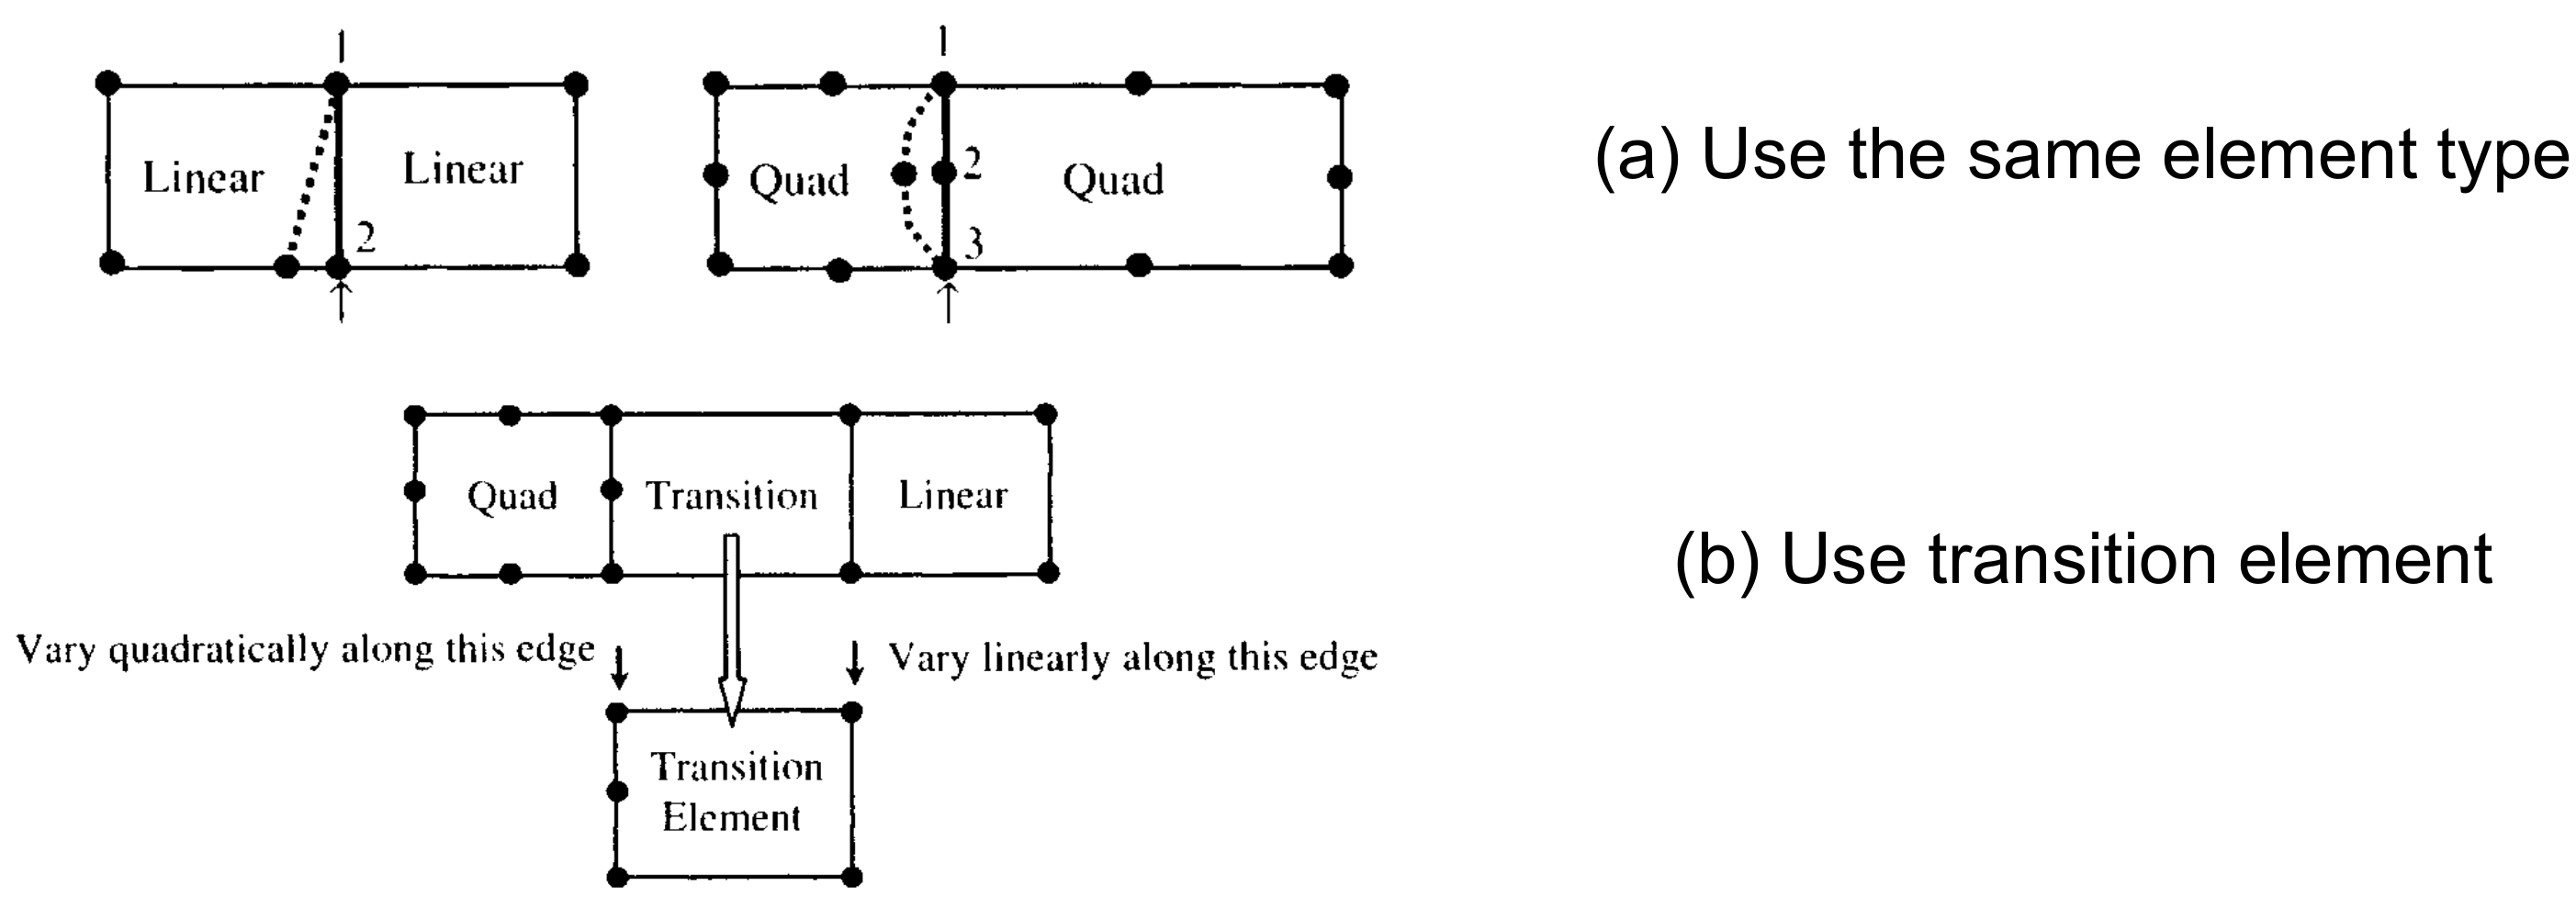 1
1
Linear
Linear
2
Quad
2
Quad
3
(a) Use the same element type
Quad
Transition
Linear
(b) Use transition element
Vary quadratically along this edge
Vary linearly along this edge
Transition
Element